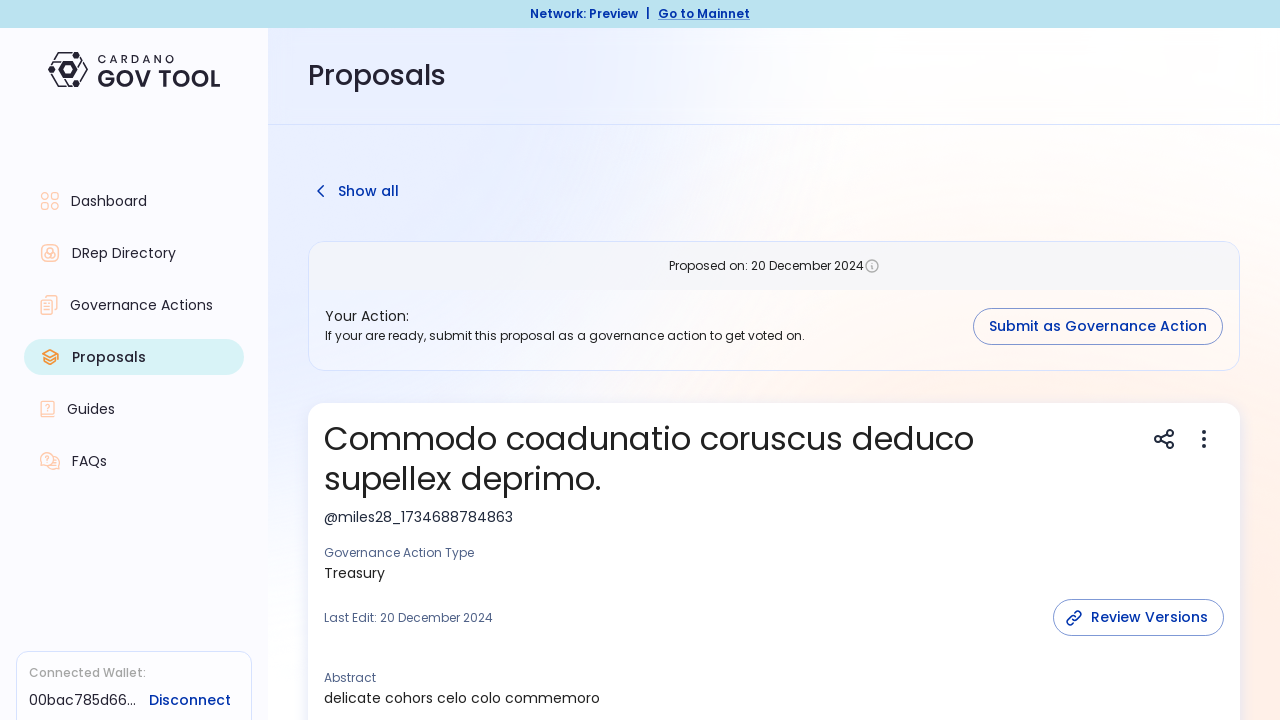 Network: Preview | Go to Mainnet
CARDANO
GOV TOOL
Proposals
Dashboard
DRep Directory
Governance Actions
Proposals
Guides
FAQs
Connected Wallet:
00bac785d66... Disconnect
Show all
Proposed on: 20 December 2024
Your Action:
If your are ready, submit this proposal as a governance action to get voted on.
Submit as Governance Action
Commodo coadunatio coruscus deduco
supellex deprimo.
@miles28_1734688784863
Governance Action Type
Treasury
Last Edit: 20 December 2024
Review Versions
Abstract
delicate cohors celo colo commemoro